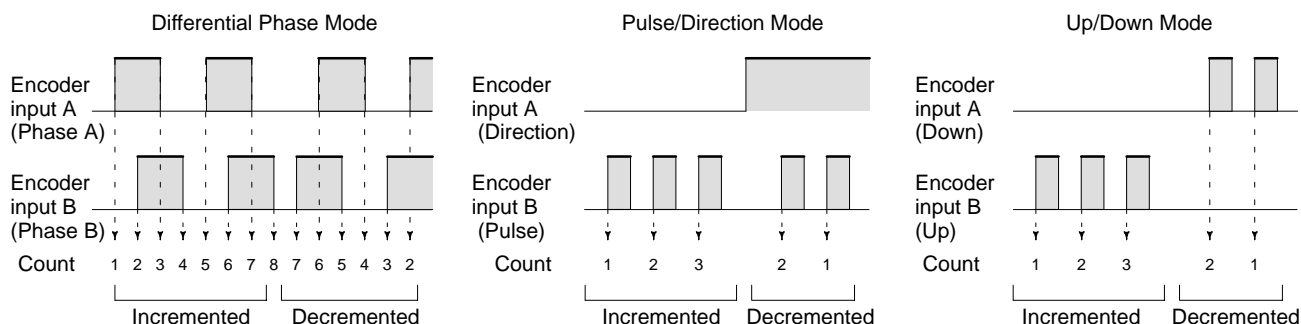 Differential Phase Mode
Encoder
input A
(Phase A)
Encoder
input B
(Phase B)
Count
1 2 3 4 5 6 7 8 7 6 5 4 3 2
Incremented Decremented
Pulse/Direction Mode
Encoder
input A
(Direction)
Encoder
input B
(Pulse)
Count
1 2 3 2 1
Incremented Decremented
Up/Down Mode
Encoder
input A
(Down)
Encoder
input B
(Up)
Count
1 2 3 2 1
Incremented Decremented